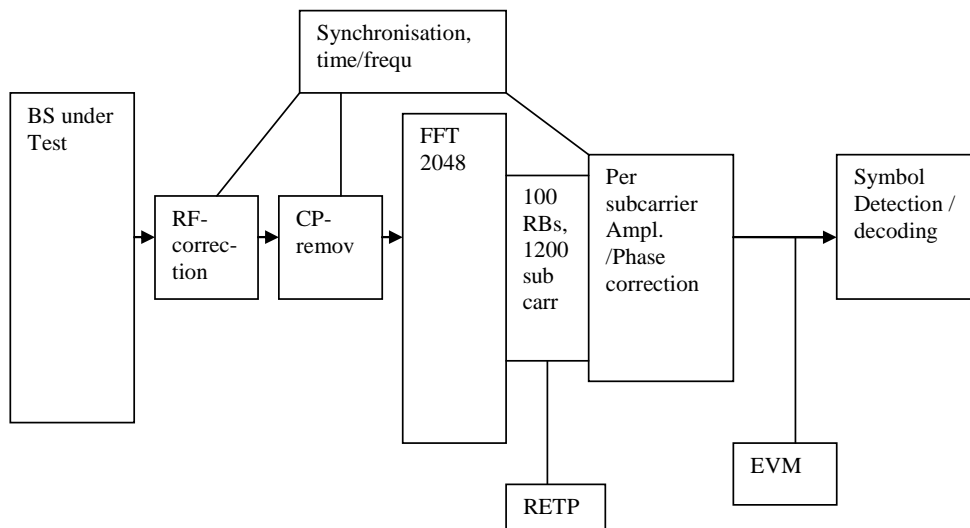 Synchronisation,
time/frequ
BS under
Test
FFT
2048
RF-
correc-
tion
CP-
remov
100
RBs,
1200
sub
carr
Per
subcarrier
Ampl.
/Phase
correction
Symbol
Detection /
decoding
EVM
RETP